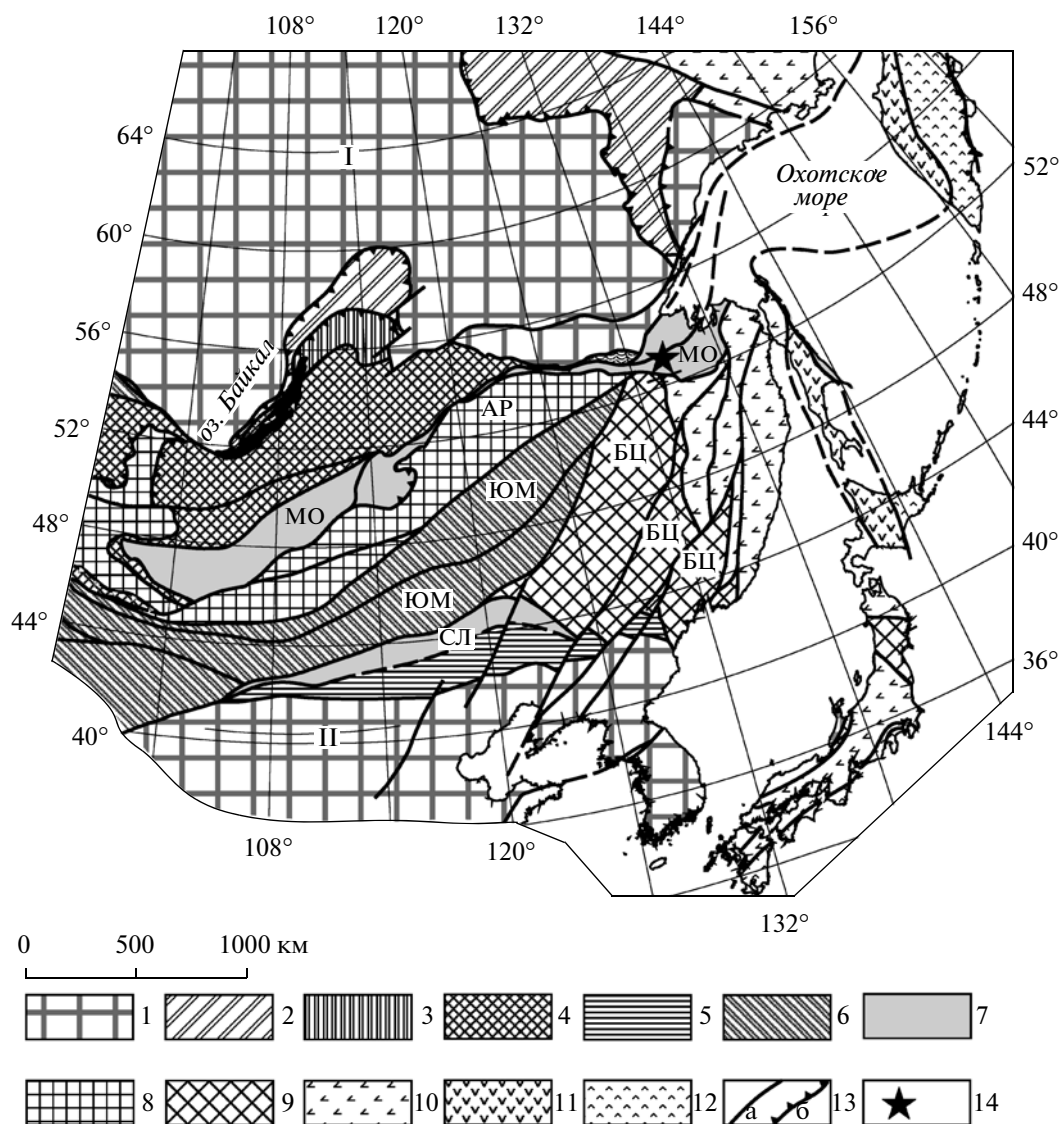 108° 120° 132° 144° 156°
64°
I
Охотское
море
52°
60°
48°
56°
оз. Байкал
МО
44°
52°
АР
БЦ
ЮМ
48°
МО
БЦ
БЦ
40°
44°
ЮМ
СЛ
36°
40°
II
144°
108°
120°
132°
0 500 1000 км
1 2 3 4 5 6 7
8 9 10 11 12 а б 13 14